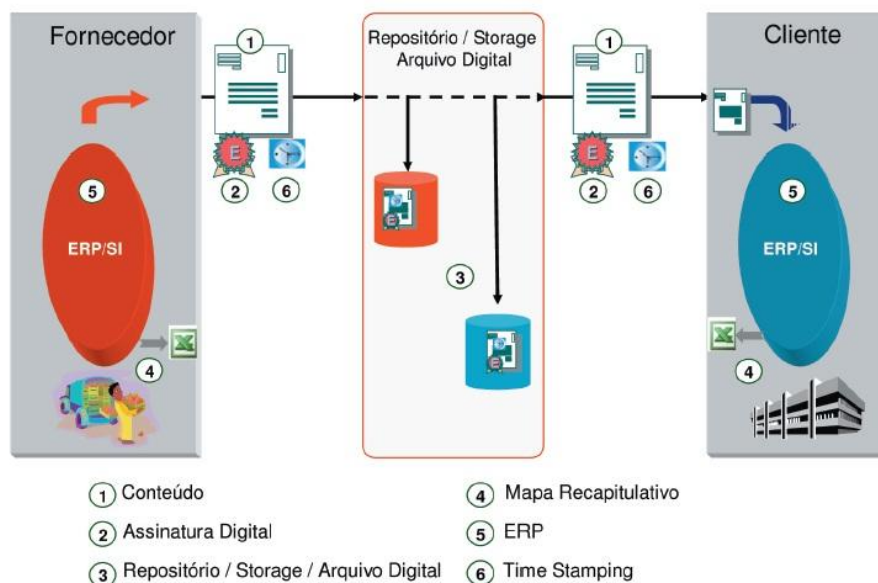 Fornecedor
1
Repositório / Storage
Arquivo Digital
1
Cliente
E
2
6
E
2
6
5
ERP/SI
5
ERP/SI
3
4
4
1 Conteúdo
2 Assinatura Digital
3 Repositório / Storage / Arquivo Digital
4 Mapa Recapitulativo
5 ERP
6 Time Stamping